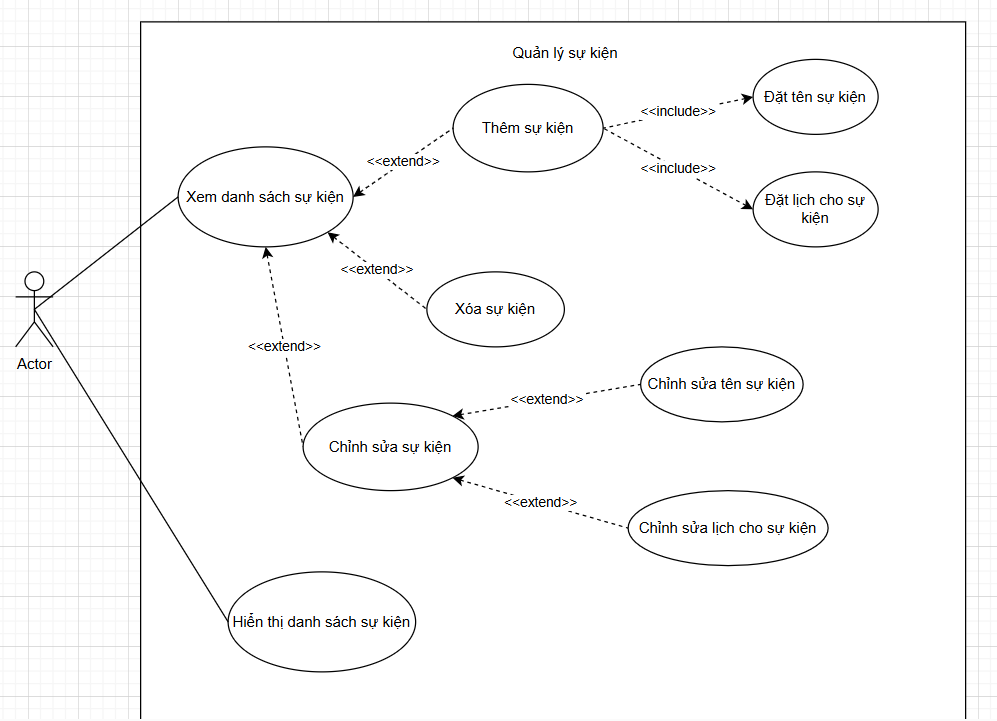 Quản lý sự kiện
Đặt tên sự kiện
<<include>>
Thêm sự kiện
<<extend>>
<<include>>
Xem danh sách sự kiện
Đặt lịch cho sự
kiện
<<extend>>
Xóa sự kiện
<<extend>>
Actor
Chỉnh sửa tên sự kiện
<<extend>>
Chỉnh sửa sự kiện
<<extend>>
Chỉnh sửa lịch cho sự kiện
Hiển thị danh sách sự kiện